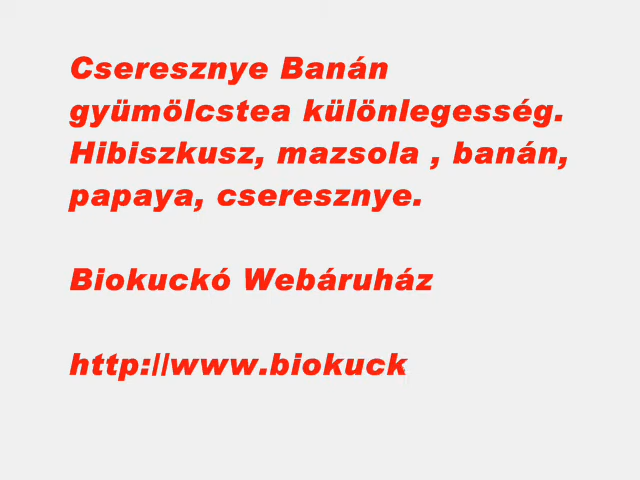 Cseresznye Banán
gyümölcstea különlegesség.
Hibiszkusz, mazsola , banán,
papaya, cseresznye.
Biokuckó Webáruház
http://www.biokuck